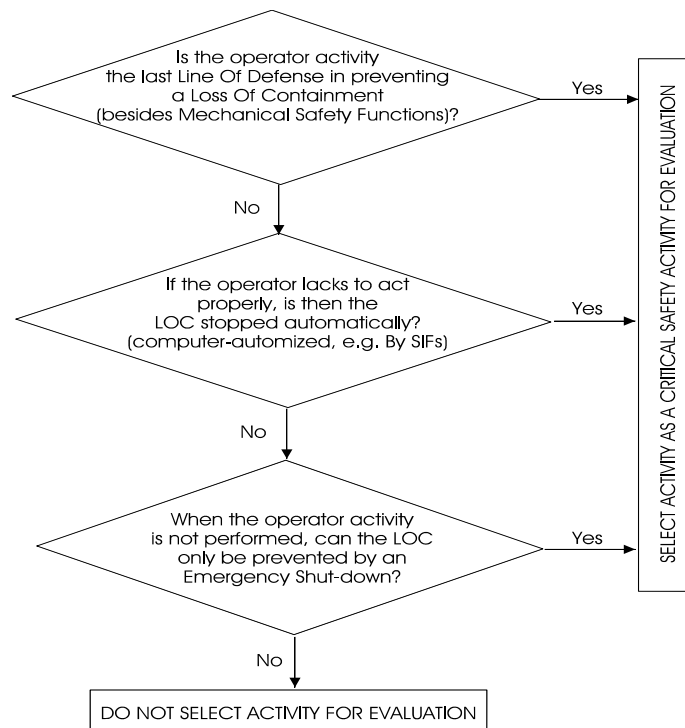 Is the operator activity
the last Line Of Defense in preventing
a Loss Of Containment
(besides Mechanical Safety Functions)?
Yes
No
If the operator lacks to act
properly, is then the
LOC stopped automatically?
(computer-automized, e.g. By SIFs)
Yes
No
When the operator activity
is not performed, can the LOC
only be prevented by an
Emergency Shut-down?
Yes
No
DO NOT SELECT ACTIVITY FOR EVALUATION
SELECT ACTIVITY AS A CRITICAL SAFETY ACTIVITY FOR EVALUATION